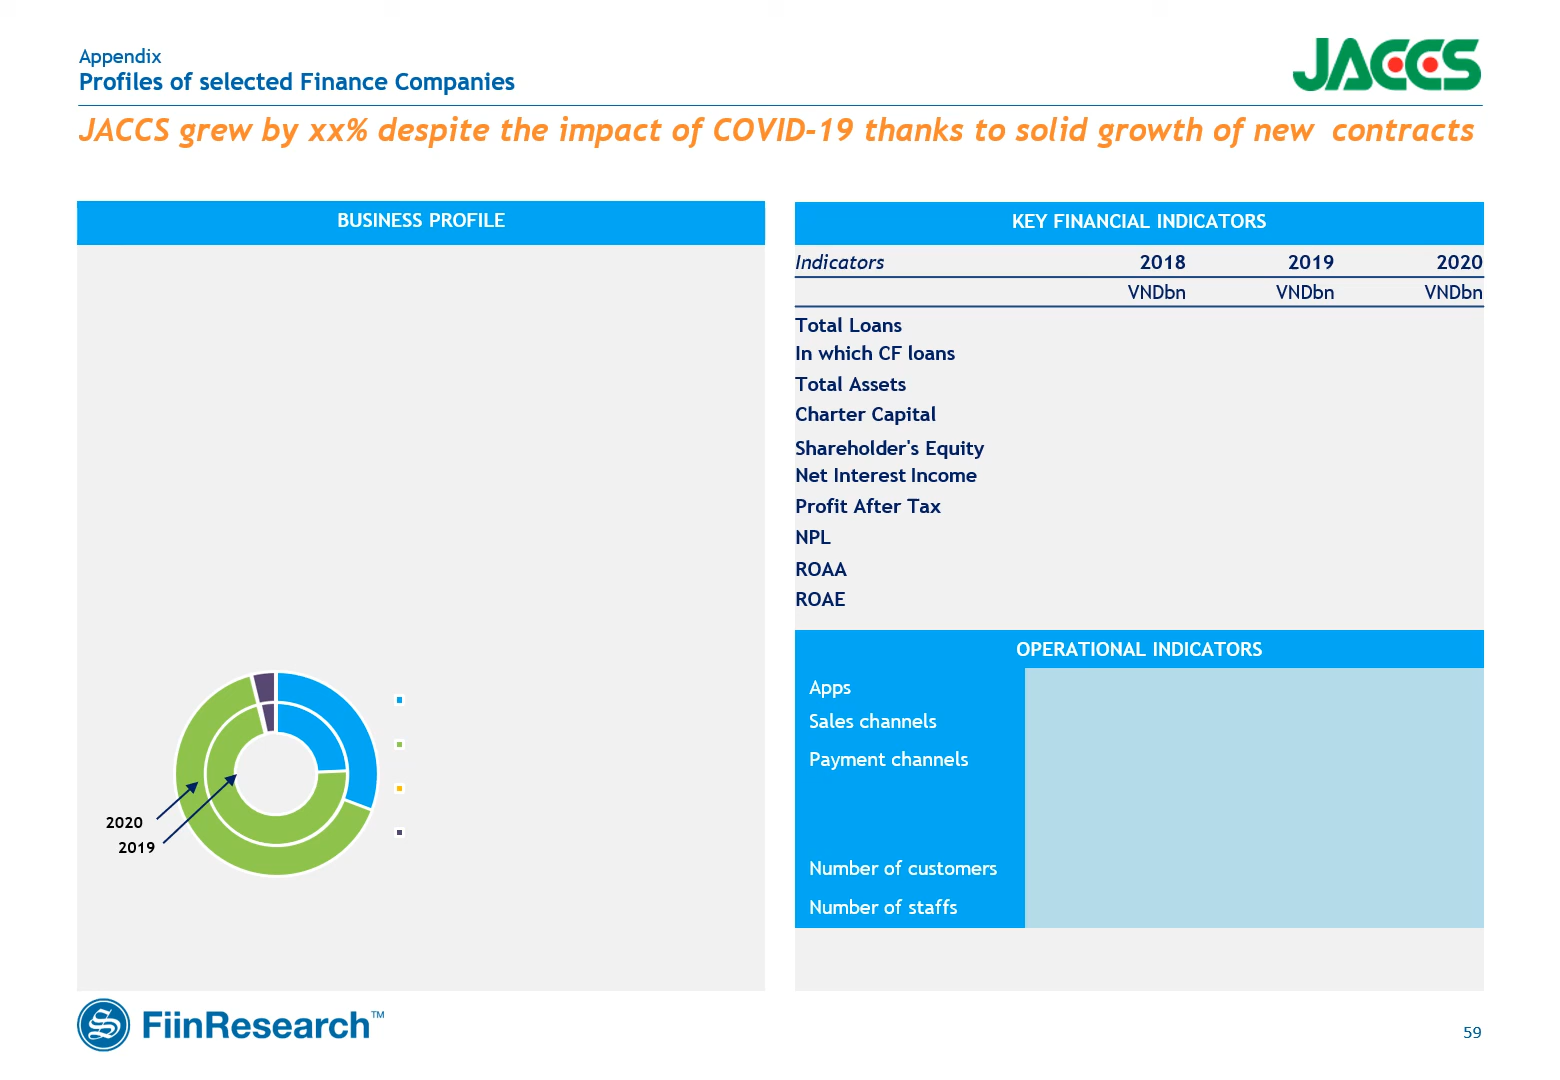 Appendix
Profiles of selected Finance Companies
JACCS
JACCS grew by xx% despite the impact of COVID-19 thanks to solid growth of new contracts
BUSINESS PROFILE
2020
2019
KEY FINANCIAL INDICATORS
Indicators 2018 2019 2020
VNDbn VNDbn VNDbn
Total Loans
In which CF loans
Total Assets
Charter Capital
Shareholder's Equity
Net Interest Income
Profit After Tax
NPL
ROAA
ROAE
OPERATIONAL INDICATORS
Apps
Sales channels
Payment channels
Number of customers
Number of staffs
S FiinResearch™
59